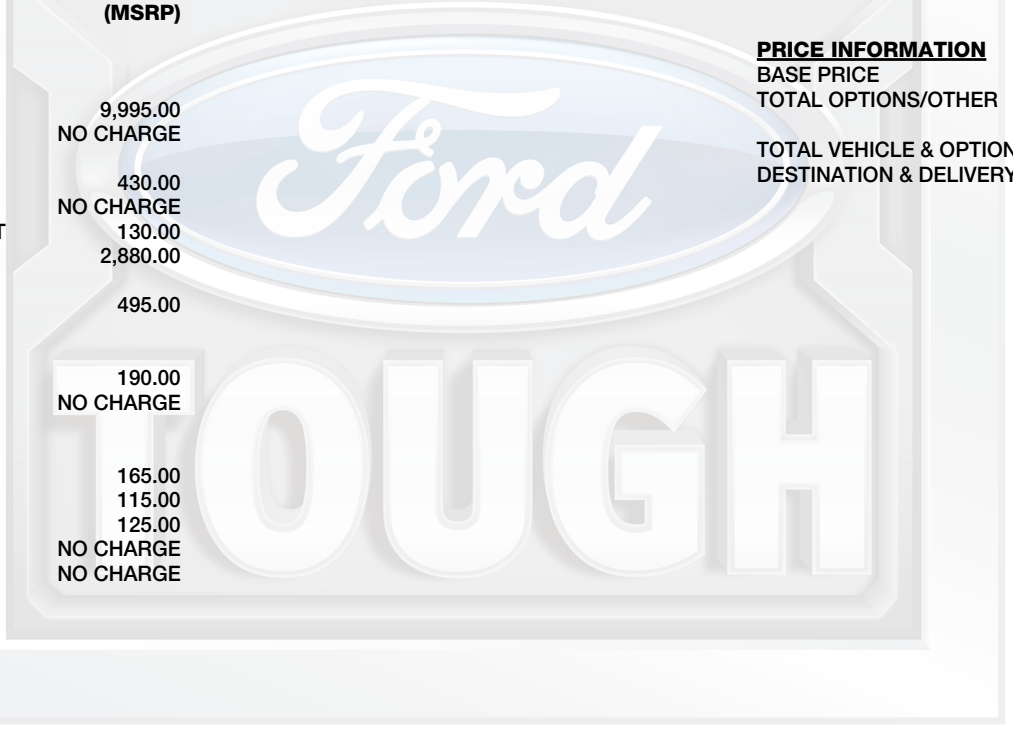 (MSRP)
9,995.00
NO CHARGE
430.00
NO CHARGE
T
130.00
2,880.00
495.00
190.00
NO CHARGE
165.00
115.00
125.00
NO CHARGE
NO CHARGE
PRICE INFORMATION
BASE PRICE
TOTAL OPTIONS/OTHER
TOTAL VEHICLE & OPTION
DESTINATION & DELIVERY
Ford
TOUGH